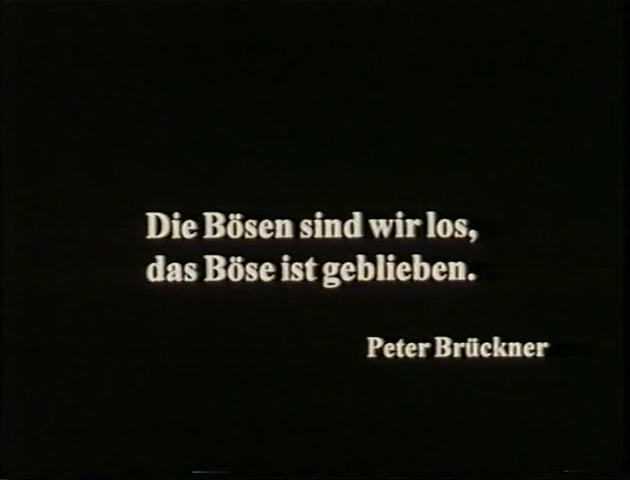 Die Bösen sind wir los,
das Böse ist geblieben.
Peter Brückner